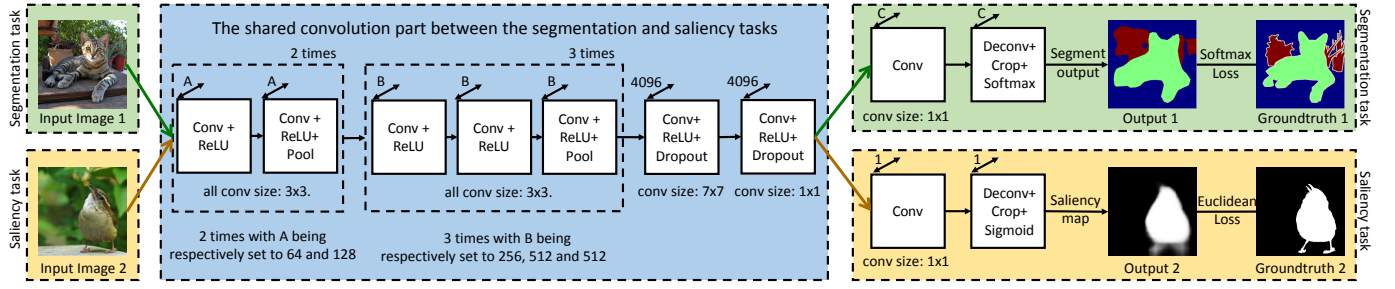 Segmentation task
Input Image 1
Saliency task
Input Image 2
The shared convolution part between the segmentation and saliency tasks
2 times
A
Conv +
ReLU
A
Conv +
ReLU+
Pool
all conv size: 3x3.
2 times with A being
respectively set to 64 and 128
3 times
B
Conv +
ReLU
B
Conv +
ReLU
B
Conv +
ReLU+
Pool
all conv size: 3x3.
3 times with B being
respectively set to 256, 512 and 512
4096
Conv+
ReLU+
Dropout
conv size: 7x7
4096
Conv+
ReLU+
Dropout
conv size: 1x1
C
Conv
conv size: 1x1
C
Deconv+
Crop+
Softmax
Segment
output
Output 1
Softmax
Loss
Groundtruth 1
Segmentation task
1
Conv
conv size: 1x1
1
Deconv+
Crop+
Sigmoid
Saliency
map
Output 2
Euclidean
Loss
Groundtruth 2
Saliency task